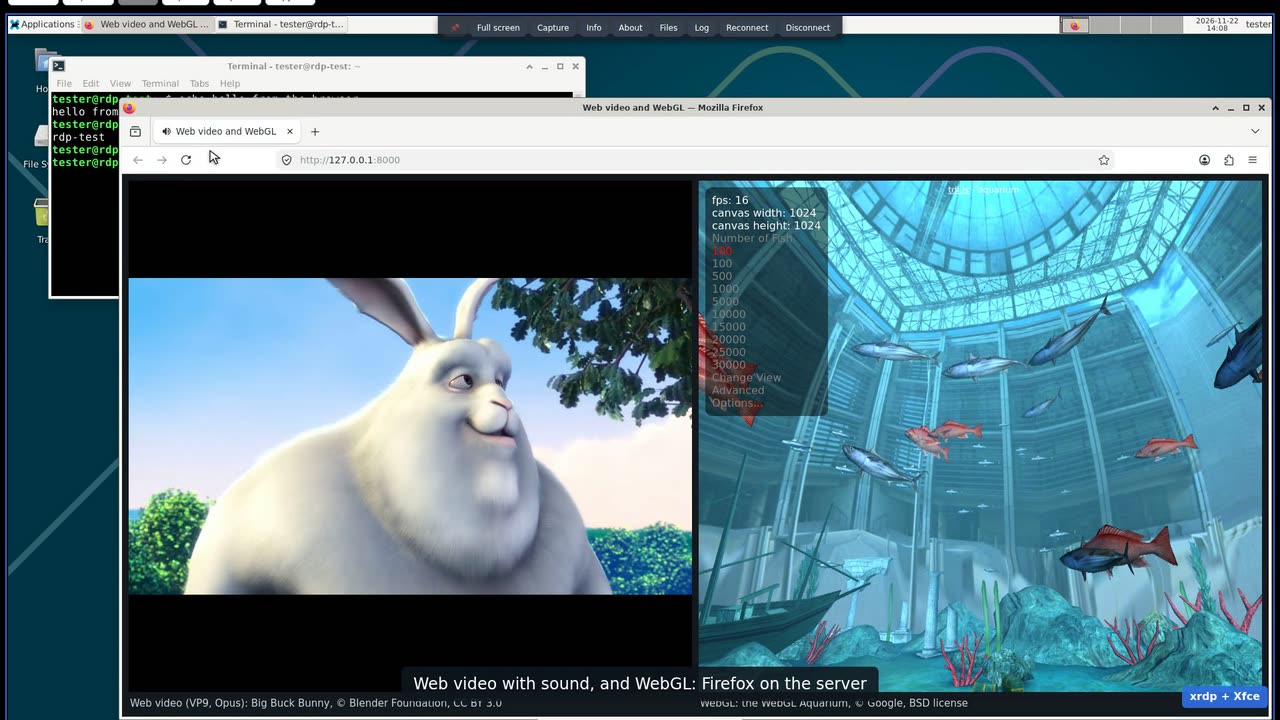 Applications
Web video and WebGL ...
Terminal - tester@rdp-t...
Full screen
Capture
Info
About
Files
Log
Reconnect
Disconnect
2026-11-22
14:08
tester
Terminal - tester@rdp-test: ~
File Edit View Terminal Tabs Help
tester@rdp
hello from
tester@rdp
rdp-test
tester@rdp
tester@rdp
Web video and WebGL — Mozilla Firefox
Web video and WebGL
http://127.0.0.1:8000
aquarium
fps: 16
canvas width: 1024
canvas height: 1024
Number of Fish
100
500
1000
5000
10000
15000
20000
25000
30000
Change View
Advanced
Options...
Web video with sound, and WebGL: Firefox on the server
Web video (VP9, Opus): Big Buck Bunny, © Blender Foundation, CC BY 3.0
WebGL: the WebGL Aquarium, © Google, BSD license
xrdp + Xfce